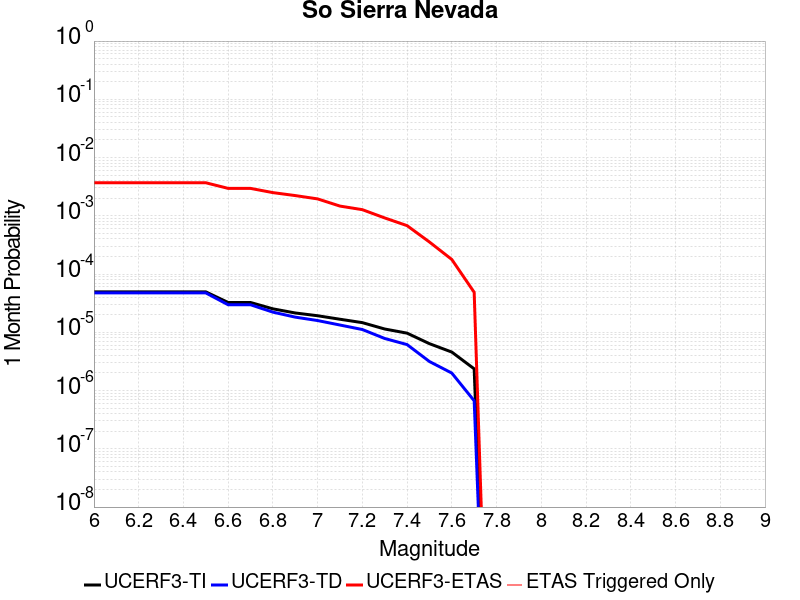 So Sierra Nevada
10^0
10^-1
10^-2
10^-3
10^-4
10^-5
10^-6
10^-7
10^-8
1 Month Probability
6 6.2 6.4 6.6 6.8 7 7.2 7.4 7.6 7.8 8 8.2 8.4 8.6 8.8 9
Magnitude
UCERF3-TI UCERF3-TD UCERF3-ETAS ETAS Triggered Only